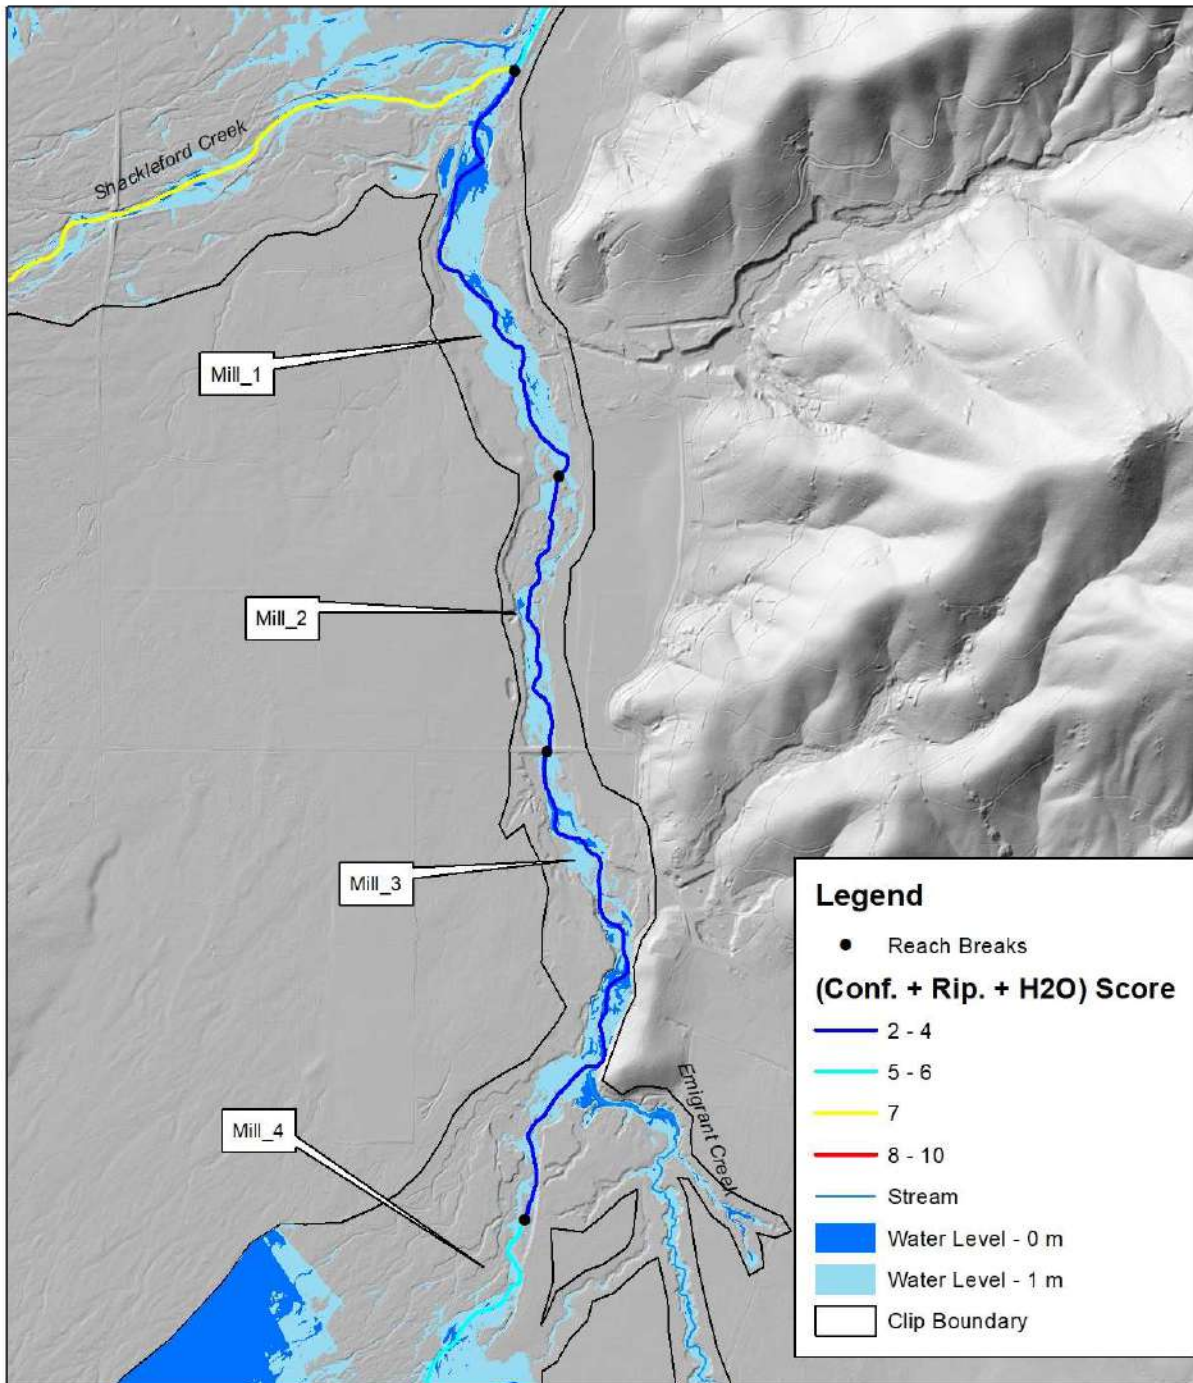 Shackleford Creek
Mill_1
Mill_2
Mill_3
Mill_4
Emigrant Creek
Legend
Reach Breaks
(Conf. + Rip. + H2O) Score
2 - 4
5 - 6
7
8 - 10
Stream
Water Level - 0 m
Water Level - 1 m
Clip Boundary